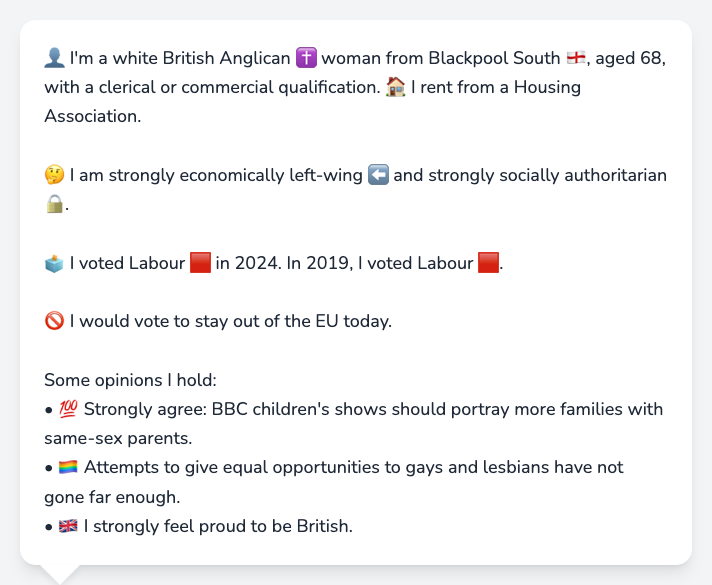 👤 I'm a white British Anglican ✝️ woman from Blackpool South 🏴󠁧󠁢󠁥󠁮󠁧󠁿, aged 68,
with a clerical or commercial qualification. 🏠 I rent from a Housing
Association.
🤔 I am strongly economically left-wing ⬅️ and strongly socially authoritarian
🔒.
🗳️ I voted Labour 🟥 in 2024. In 2019, I voted Labour 🟥.
🚫 I would vote to stay out of the EU today.
Some opinions I hold:
• 💯 Strongly agree: BBC children's shows should portray more families with
same-sex parents.
• 🏳️‍🌈 Attempts to give equal opportunities to gays and lesbians have not
gone far enough.
• 🇬🇧 I strongly feel proud to be British.